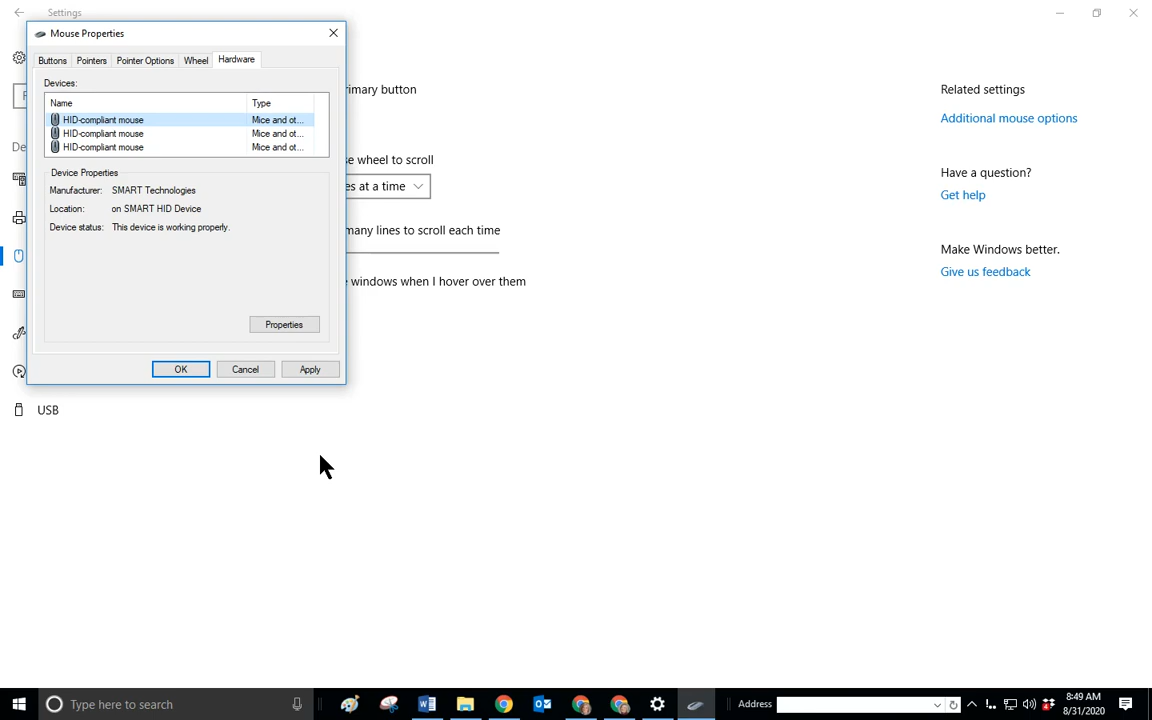 Settings
Mouse Properties
Buttons Pointers Pointer Options Wheel Hardware
Devices:
Name Type
HID-compliant mouse Mice and ot...
HID-compliant mouse Mice and ot...
HID-compliant mouse Mice and ot...
Device Properties
Manufacturer: SMART Technologies
Location: on SMART HID Device
Device status: This device is working properly.
Properties
OK Cancel Apply
F
De
USB
rimary button
se wheel to scroll
es at a time
many lines to scroll each time
windows when I hover over them
Related settings
Additional mouse options
Have a question?
Get help
Make Windows better.
Give us feedback
Type here to search
Address
8:49 AM
8/31/2020